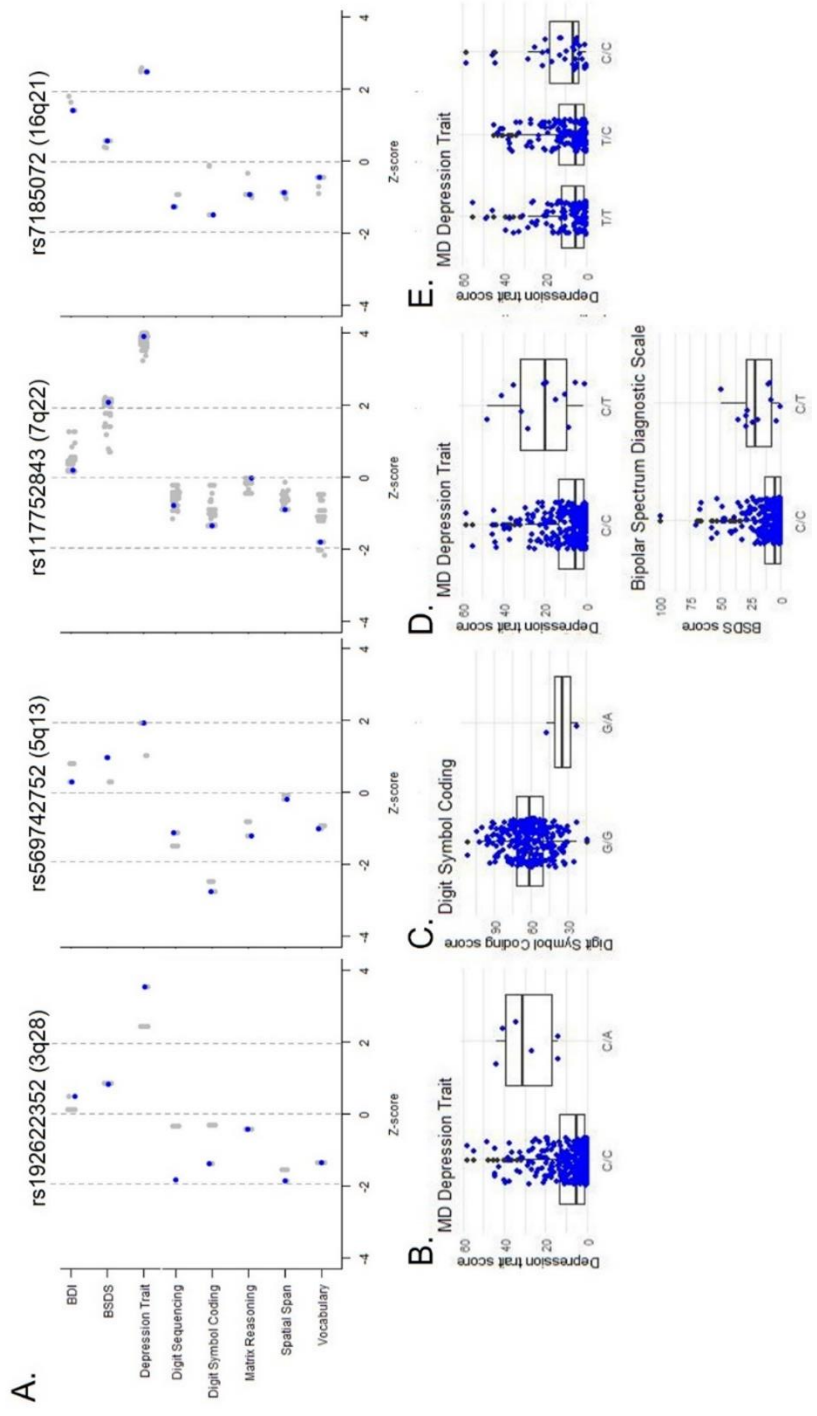 A.
rs192622352 (3q28)
rs569742752 (5q13)
rs117752843 (7q22)
rs7185072 (16q21)
BDI
BSDS
Depression Trait
Digit Sequencing
Digit Symbol Coding
Matrix Reasoning
Spatial Span
Vocabulary
-4 -2 0 2 4
Z-score
-4 -2 0 2 4
Z-score
-4 -2 0 2 4
Z-score
-4 -2 0 2 4
Z-score
B.
MD Depression Trait
Depression trait score
60
40
20
0
C/C C/A
C.
Digit Symbol Coding
Digit Symbol Coding score
90
60
30
G/G G/A
D.
MD Depression Trait
Depression trait score
60
40
20
0
C/C C/T
Bipolar Spectrum Diagnostic Scale
BSDS score
100
75
50
25
0
C/C C/T
E.
MD Depression Trait
Depression trait score
60
40
20
0
T/T T/C C/C